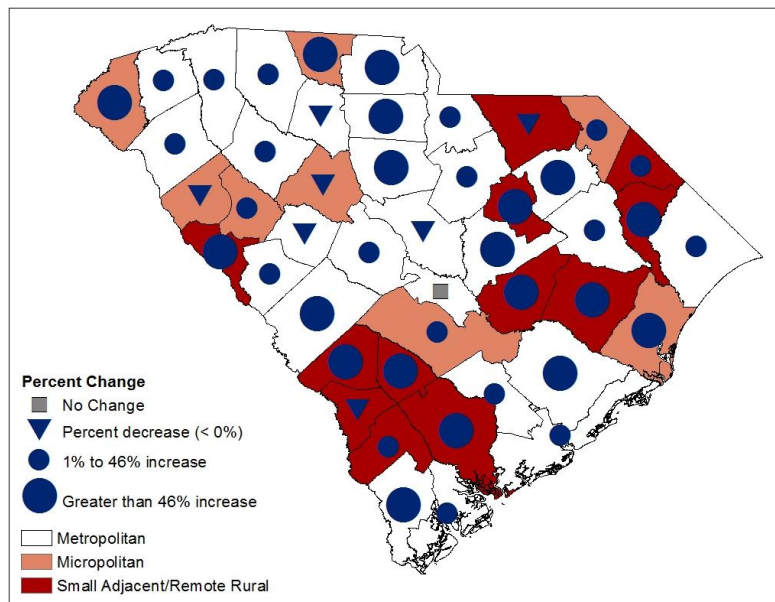 Percent Change
No Change
Percent decrease (< 0%)
1% to 46% increase
Greater than 46% increase
Metropolitan
Micropolitan
Small Adjacent/Remote Rural